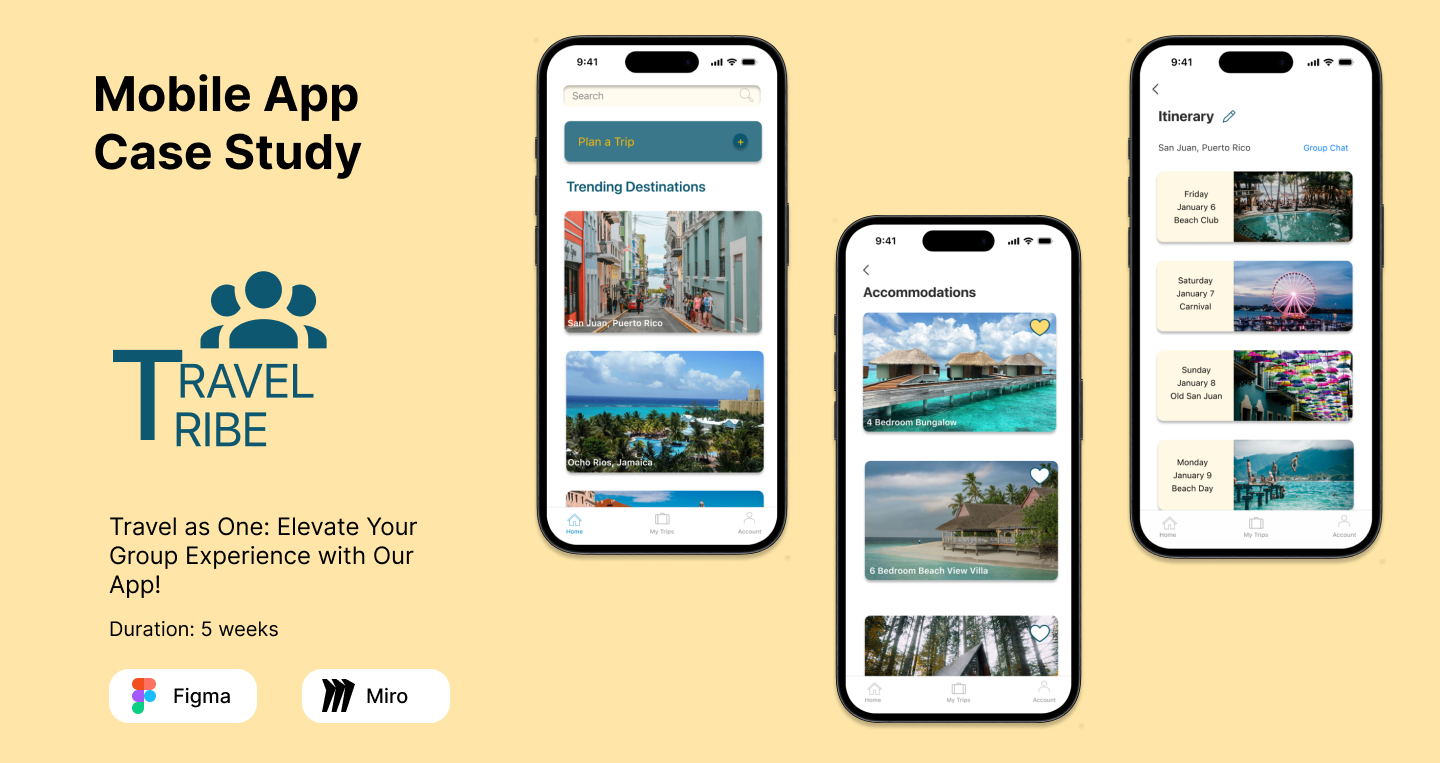 Mobile App
Case Study
TRAVEL
TRIBE
Travel as One: Elevate Your
Group Experience with Our
App!
Duration: 5 weeks
Figma
Miro
9:41
Search
Plan a Trip
+
Trending Destinations
San Juan, Puerto Rico
Ocho Rios, Jamaica
Home
My Trips
Account
9:41
Accommodations
4 Bedroom Bungalow
6 Bedroom Beach View Villa
Home
My Trips
Account
9:41
Itinerary
San Juan, Puerto Rico
Group Chat
Friday
January 6
Beach Club
Saturday
January 7
Carnival
Sunday
January 8
Old San Juan
Monday
January 9
Beach Day
Home
My Trips
Account